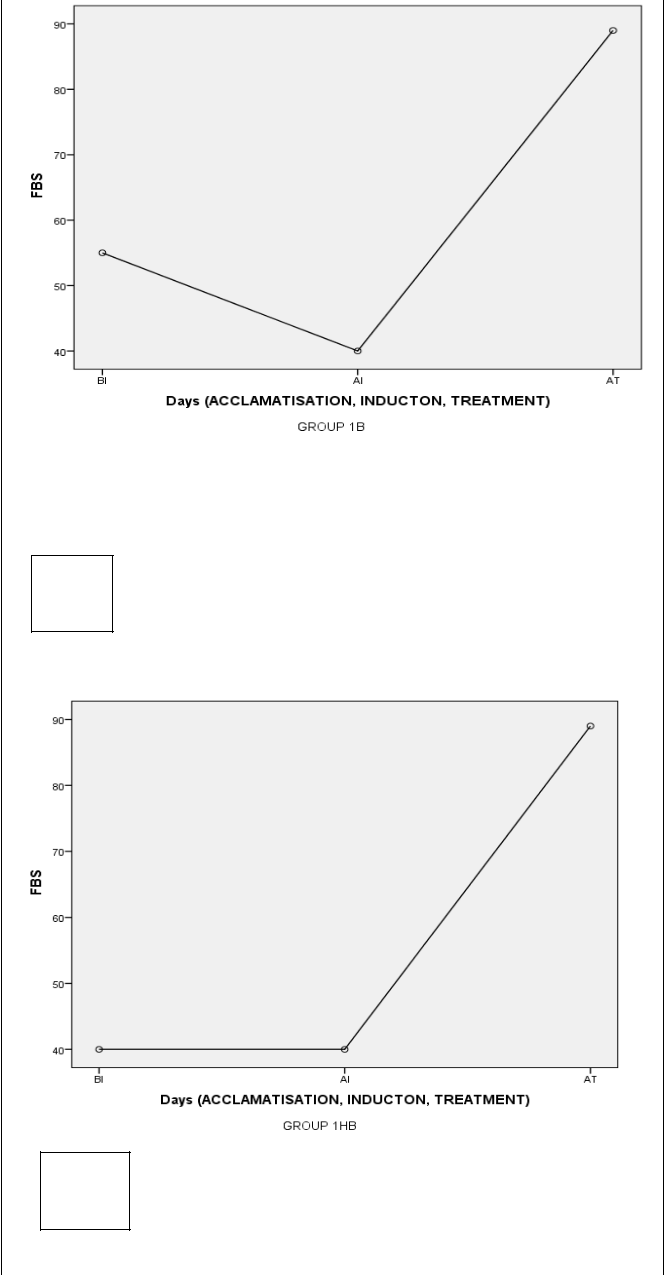 90
80
70
60
50
40
FBS
BI AI AT
Days (ACCLAMATISATION, INDUCTON, TREATMENT)
GROUP 1B
90
80
70
60
50
40
FBS
BI AI AT
Days (ACCLAMATISATION, INDUCTON, TREATMENT)
GROUP 1HB